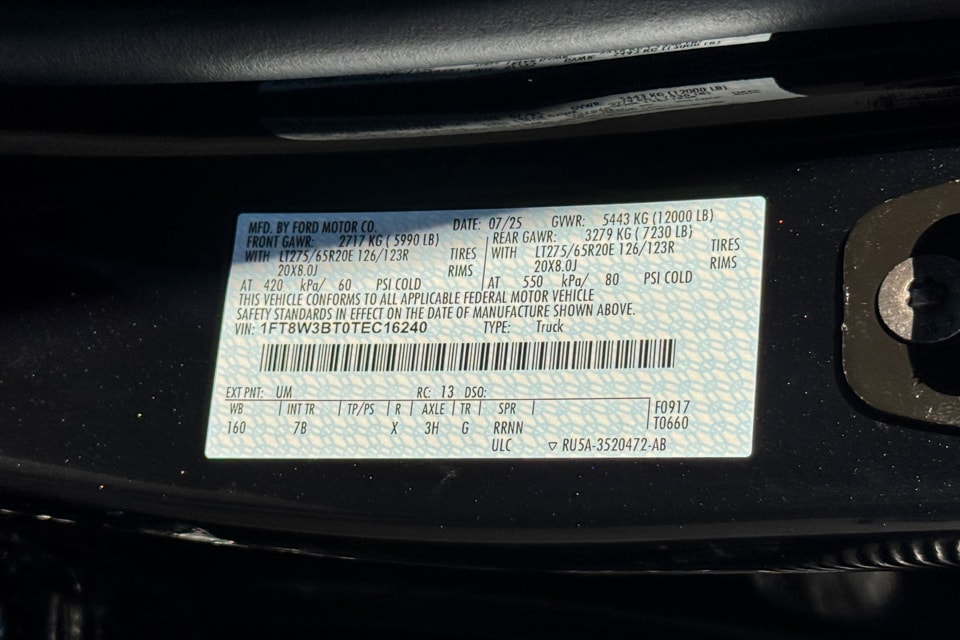 5443 KG (12000 LB)
MFD. BY FORD MOTOR CO. DATE: 07/25 GVWR: 5443 KG (12000 LB)
FRONT GAWR: 2717 KG ( 5990 LB) REAR GAWR: 3279 KG ( 7230 LB)
WITH LT275/65R20E 126/123R TIRES WITH LT275/65R20E 126/123R TIRES
20X8.0J RIMS 20X8.0J RIMS
AT 420 kPa/ 60 PSI COLD AT 550 kPa/ 80 PSI COLD
THIS VEHICLE CONFORMS TO ALL APPLICABLE FEDERAL MOTOR VEHICLE
SAFETY STANDARDS IN EFFECT ON THE DATE OF MANUFACTURE SHOWN ABOVE.
VIN: 1FT8W3BT0TEC16240 TYPE: Truck
EXT PNT: UM RC: 13 DSO:
WB INT TR TP/PS R AXLE TR SPR F0917
160 7B X 3H G RRNN T0660
ULC ▽ RU5A-3520472-AB